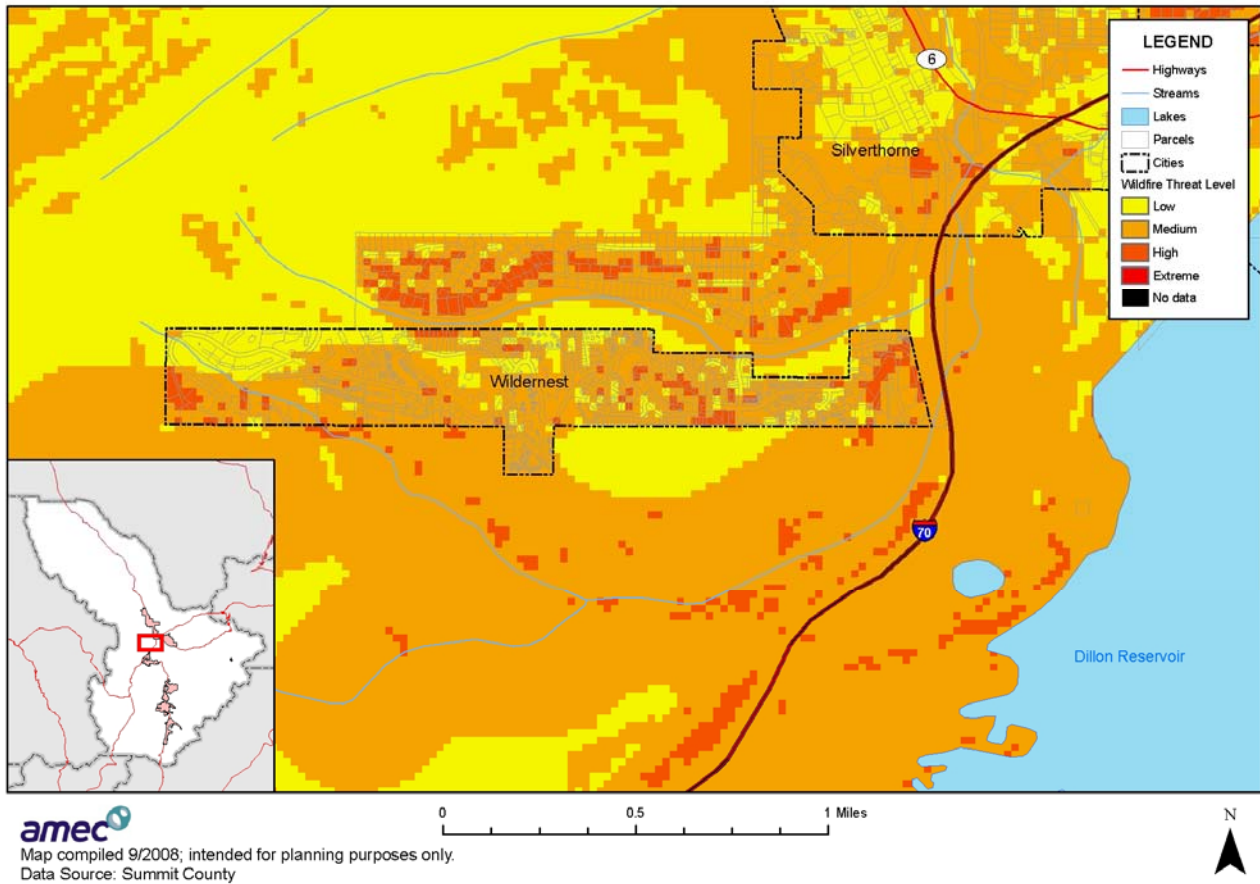 LEGEND
Highways
Streams
Lakes
Parcels
Cities
Wildfire Threat Level
Low
Medium
High
Extreme
No data
6
Silverthorne
Wildernest
70
Dillon Reservoir
amec
0 0.5 1 Miles
N
Map compiled 9/2008; intended for planning purposes only.
Data Source: Summit County